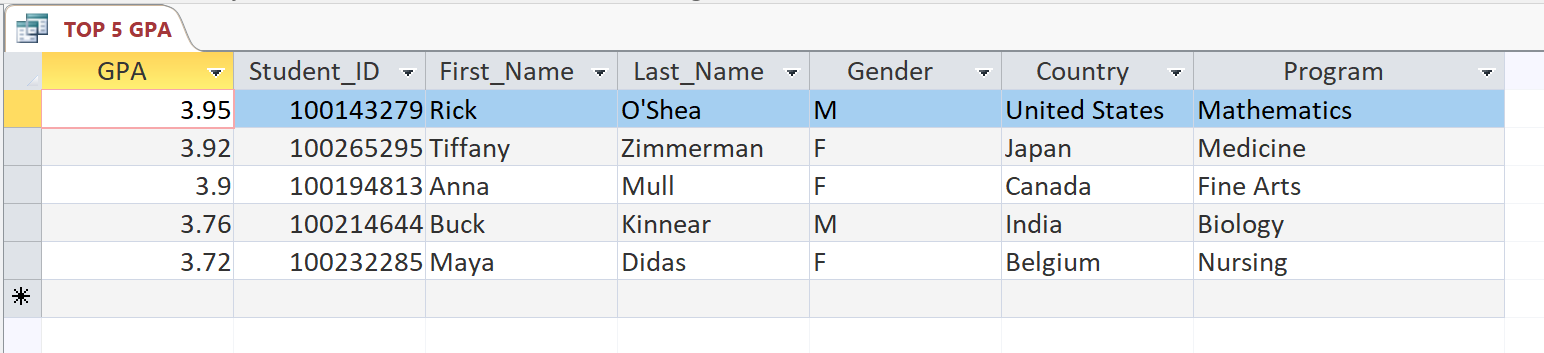 TOP 5 GPA
GPA Student_ID First_Name Last_Name Gender Country Program
3.95 100143279 Rick O'Shea M United States Mathematics
3.92 100265295 Tiffany Zimmerman F Japan Medicine
3.9 100194813 Anna Mull F Canada Fine Arts
3.76 100214644 Buck Kinnear M India Biology
3.72 100232285 Maya Didas F Belgium Nursing